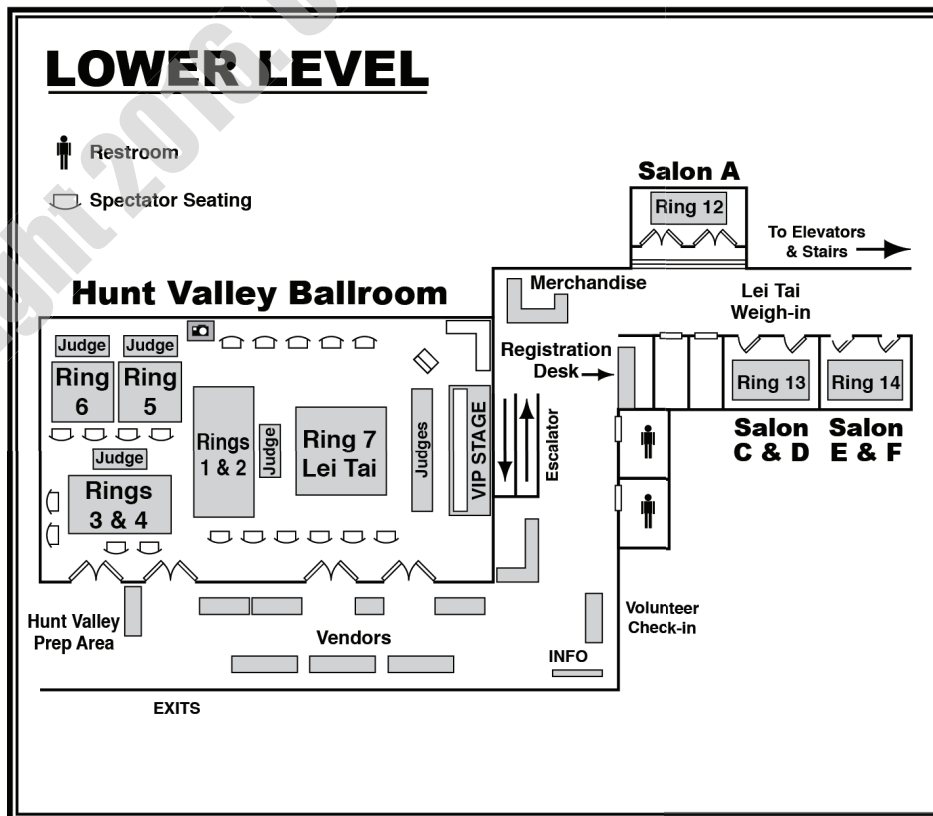 LOWER LEVEL
Restroom
Spectator Seating
Salon A
Ring 12
To Elevators
& Stairs
Hunt Valley Ballroom
Merchandise
Lei Tai
Weigh-in
Judge
Judge
Registration
Desk
Ring
6
Ring
5
Ring 13
Ring 14
Salon
C & D
Salon
E & F
Rings
1 & 2
Judge
Ring 7
Lei Tai
Judges
VIP STAGE
Escalator
Judge
Rings
3 & 4
Hunt Valley
Prep Area
Vendors
Volunteer
Check-in
INFO
EXITS
ght 2016.